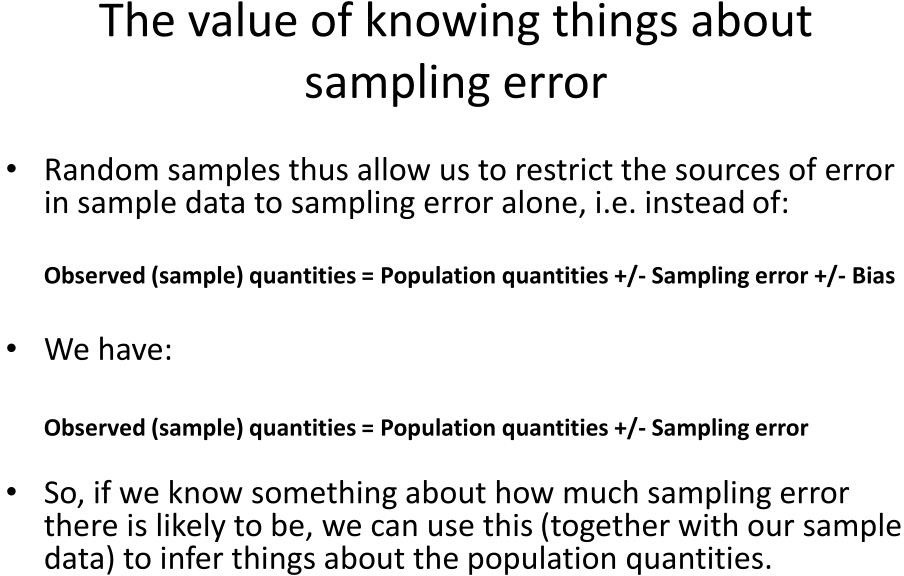 The value of knowing things about
sampling error
• Random samples thus allow us to restrict the sources of error
in sample data to sampling error alone, i.e. instead of:
Observed (sample) quantities = Population quantities +/- Sampling error +/- Bias
• We have:
Observed (sample) quantities = Population quantities +/- Sampling error
• So, if we know something about how much sampling error
there is likely to be, we can use this (together with our sample
data) to infer things about the population quantities.